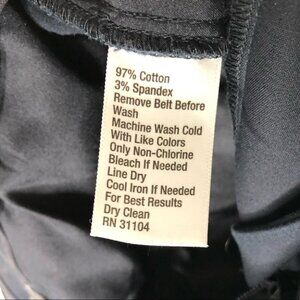 97% Cotton
3% Spandex
Remove Belt Before
Wash
Machine Wash Cold
With Like Colors
Only Non-Chlorine
Bleach If Needed
Line Dry
Cool Iron If Needed
For Best Results
Dry Clean
RN 31104